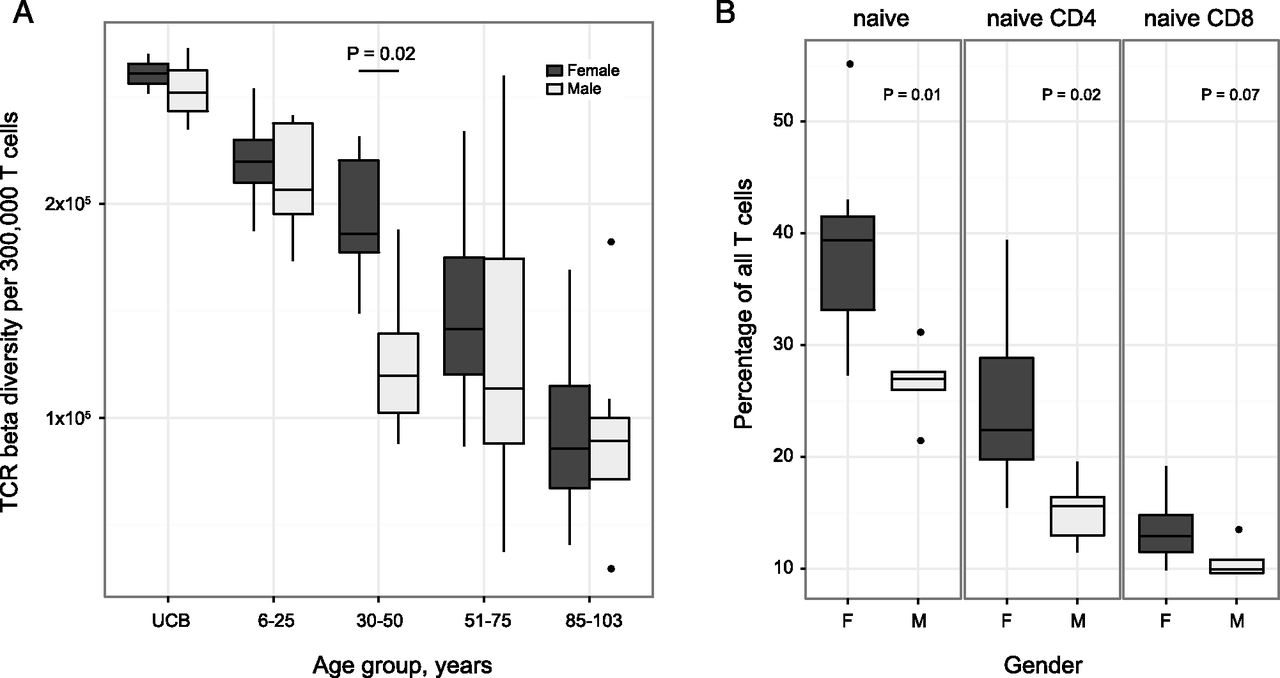 A
TCR beta diversity per 300,000 T cells
2x10⁵
1x10⁵
P = 0.02
Female
Male
UCB 6-25 30-50 51-75 85-103
Age group, years
B
naive naive CD4 naive CD8
Percentage of all T cells
50
40
30
20
10
P = 0.01 P = 0.02 P = 0.07
F M F M F M
Gender